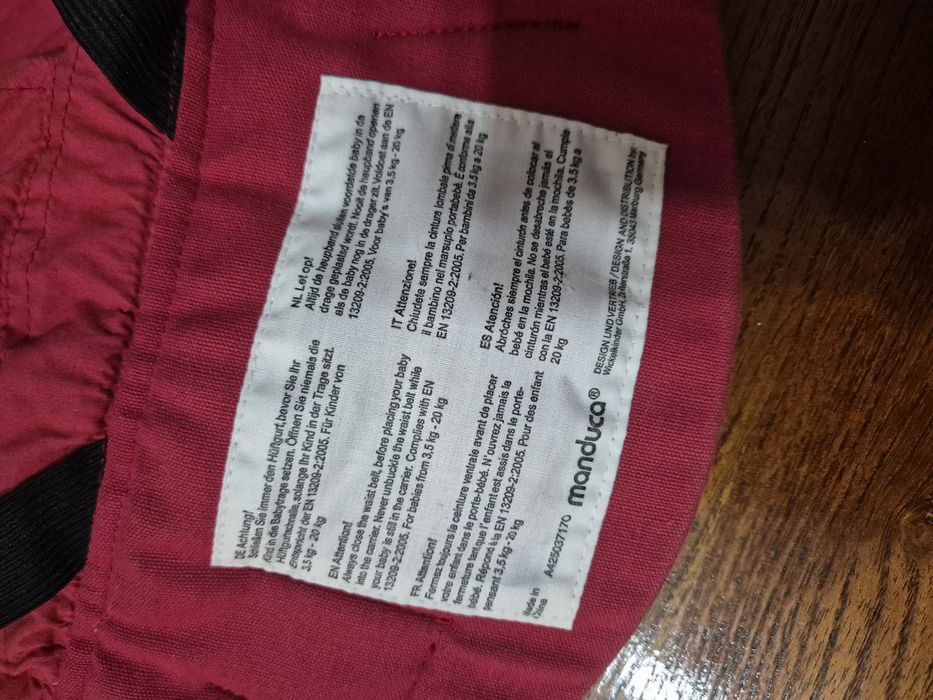 DE Achtung!
Schließen Sie immer den Hüftgurt, bevor Sie Ihr
Kind in die Babytrage setzen. Öffnen Sie niemals die
Hüftgurtschnalle, solange Ihr Kind in der Trage sitzt.
Entspricht der EN 13209-2:2005. Für Kinder von
3,5 kg - 20 kg
EN Attention!
Always close the waist belt, before placing your baby
into the carrier. Never unbuckle the waist belt while
your baby is still in the carrier. Complies with EN
13209-2:2005. For babies from 3,5 kg - 20 kg
FR Attention!
Fermez toujours la ceinture ventrale avant de placer
votre enfant dans le porte-bébé. N'ouvrez jamais la
fermeture tant que l'enfant est assis dans le porte-
bébé. Répond à la EN 13209-2:2005. Pour des enfant
pensant 3,5 kg - 20 kg
NL Let op!
Altijd de heupband sluiten voordat de baby in de
drage geplaatst wordt. Nooit de heupband openen
als de baby nog in de drager zit. Voldoet aan de EN
13209-2:2005. Voor baby's van 3,5 kg - 20 kg
IT Attenzione!
Chiudete sempre la cintura lombale prima di mettere
il bambino nel marsupio portabebé. E conforme alla
EN 13209-2:2005. Per bambini da 3,5 kg a 20 kg
ES Atención!
Abróches siempre el cinturón antes de colocar al
bebé en la mochila. No se desabroche jamás el
cinturón mientras el bebé esté en la mochila. Cumple
con la EN 13209-2:2005. Para bebés de 3,5 kg a
20 kg
Made in
China
A425037170
manduca®
DESIGN UND VERTRIEB / DESIGN AND DISTRIBUTION by:
Wickelkinder GmbH, 1, 35043 Marburg, Germany